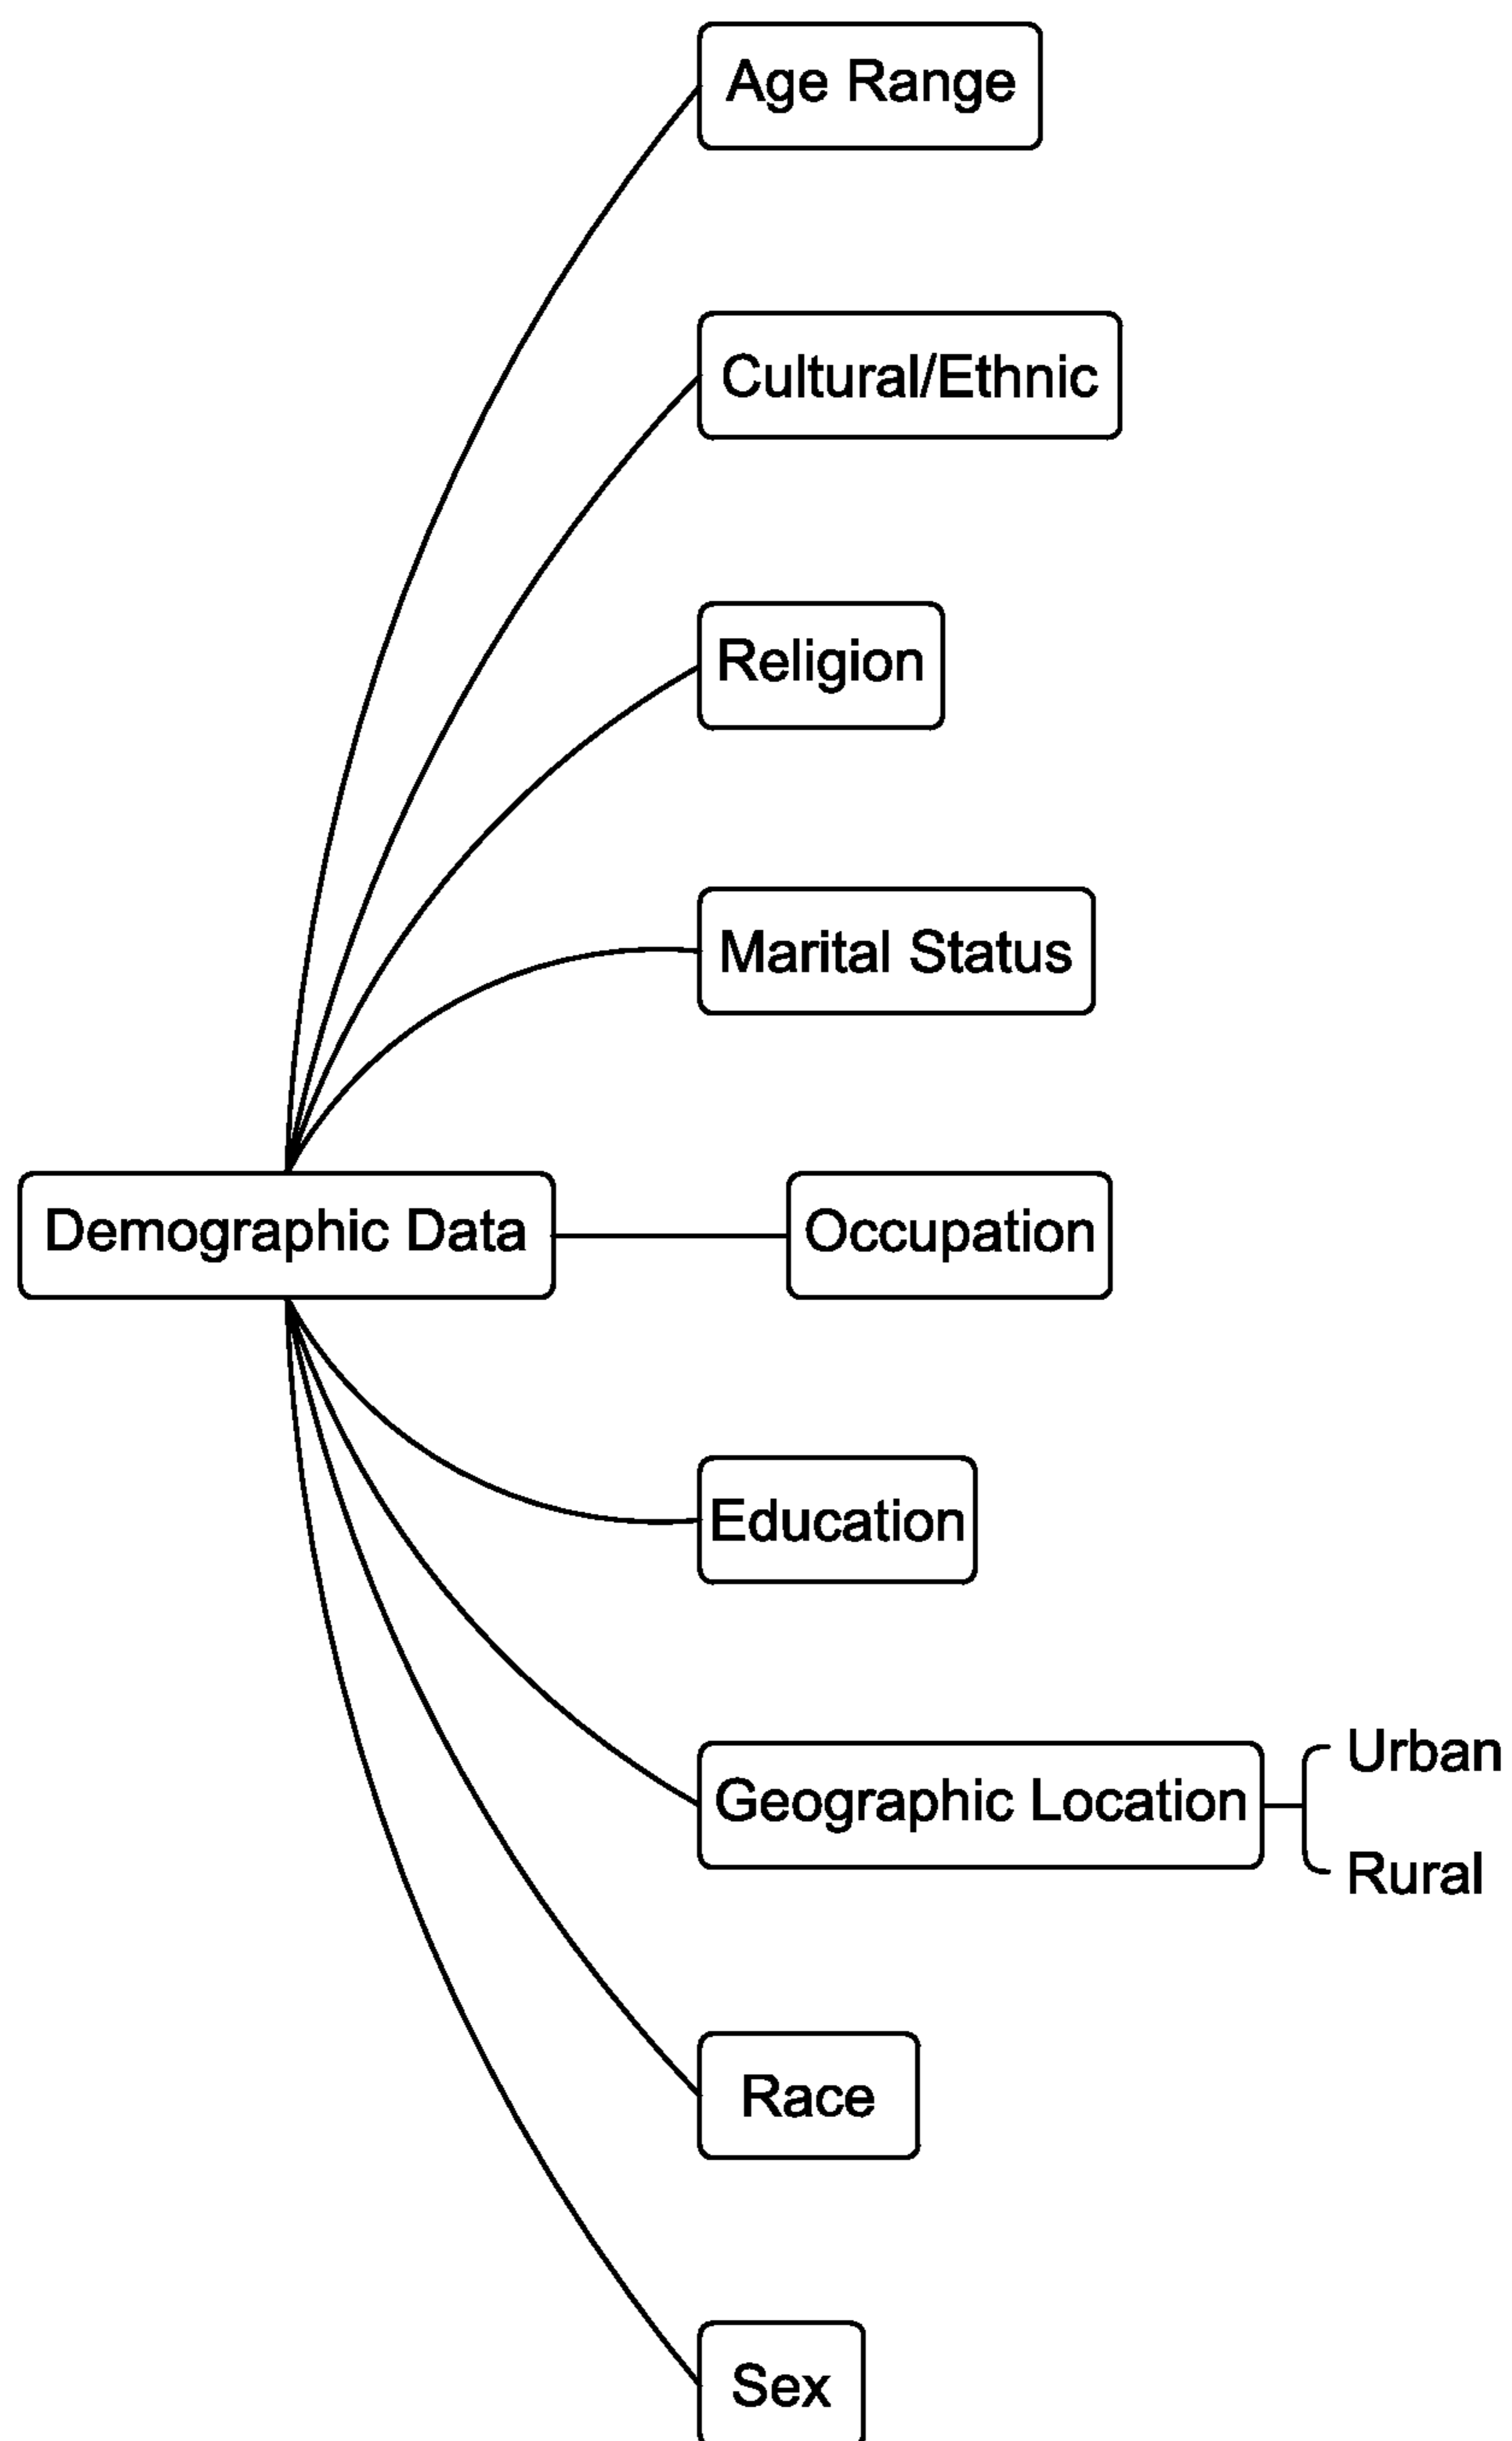 Age Range
Cultural/Ethnic
Religion
Marital Status
Demographic Data
Occupation
Education
Geographic Location
Urban
Rural
Race
Sex